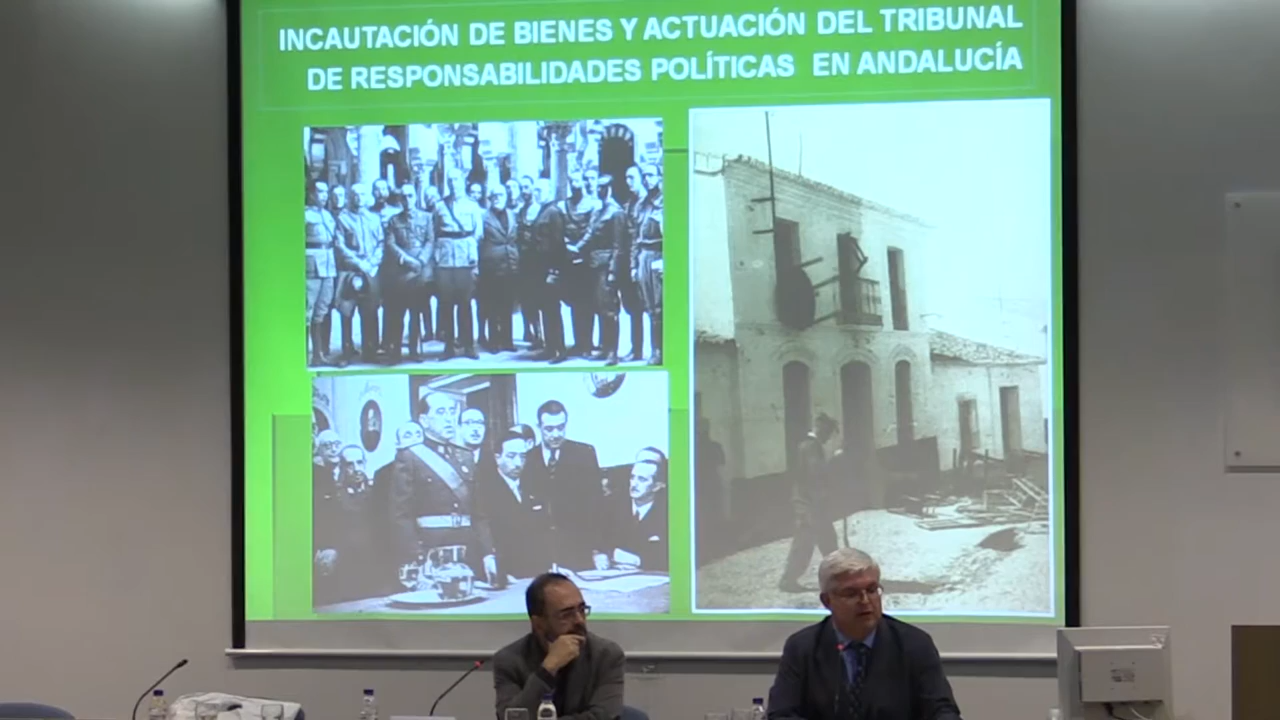 INCAUTACIÓN DE BIENES Y ACTUACIÓN DEL TRIBUNAL
DE RESPONSABILIDADES POLÍTICAS EN ANDALUCÍA